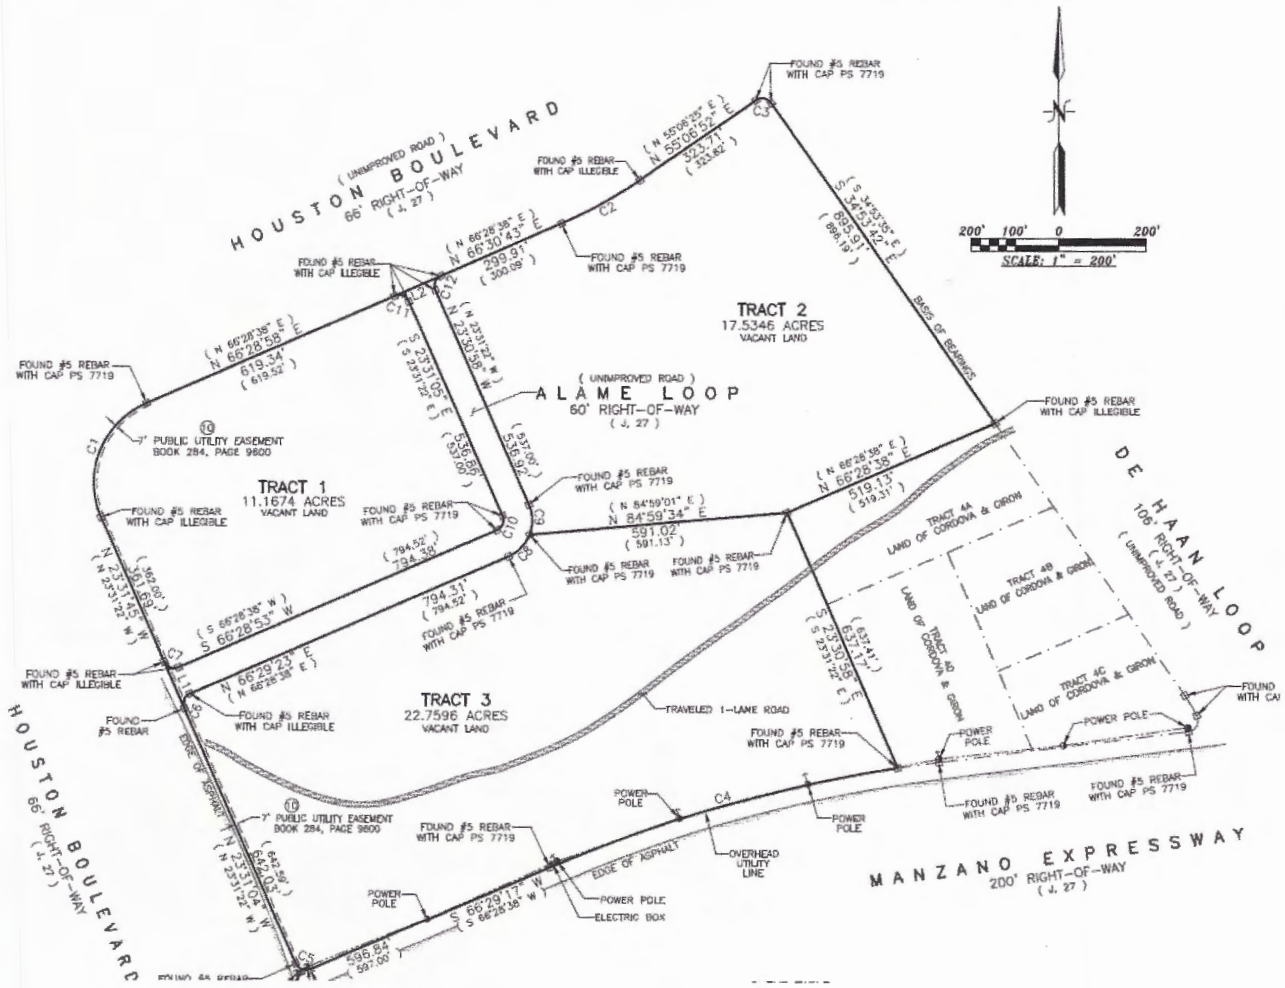 FOUND #5 REBAR
WITH CAP PS 7719
N
200' 0 200'
SCALE: 1" = 200'
HOUSTON BOULEVARD
( UNIMPROVED ROAD )
66' RIGHT-OF-WAY
( J, 27 )
( N 55'06'25" E )
N 55'06'52" E
323.71'
( 323.82' )
C3
FOUND #5 REBAR
WITH CAP ILLEGIBLE
C2
( S 34'53'35" E )
S 34'53'42" E
895.91'
( 896.19' )
BASIS OF BEARINGS
( N 66'28'38" E )
N 66'30'43" E
299.91'
( 300.09' )
FOUND #5 REBAR
WITH CAP PS 7719
FOUND #5 REBAR
WITH CAP ILLEGIBLE
C11
L2
C12
TRACT 2
17.5346 ACRES
VACANT LAND
( N 66'28'38" E )
N 66'28'58" E
619.34'
( 619.52' )
FOUND #5 REBAR
WITH CAP PS 7719
( N 23'31'22" W )
N 23'30'58" W
536.92'
( 537.00' )
S 23'31'05" E
( S 23'31'22" E )
536.86'
( 537.00' )
( UNIMPROVED ROAD )
ALAME LOOP
60' RIGHT-OF-WAY
( J, 27 )
FOUND #5 REBAR
WITH CAP ILLEGIBLE
C1
10
7' PUBLIC UTILITY EASEMENT
BOOK 284, PAGE 9600
TRACT 1
11.1674 ACRES
VACANT LAND
FOUND #5 REBAR
WITH CAP ILLEGIBLE
FOUND #5 REBAR
WITH CAP PS 7719
FOUND #5 REBAR
WITH CAP PS 7719
C10
C9
C8
( N 84'59'01" E )
N 84'59'34" E
591.02'
( 591.13' )
( N 66'28'38" E )
N 66'28'38" E
519.13'
( 519.31' )
FOUND #5 REBAR
WITH CAP PS 7719
FOUND #5 REBAR
WITH CAP PS 7719
DE HAAN LOOP
106' RIGHT-OF-WAY
( J, 27 )
( UNIMPROVED ROAD )
TRACT 4A
LAND OF CORDOVA & GIRON
TRACT 4B
LAND OF CORDOVA & GIRON
TRACT 4C
LAND OF CORDOVA & GIRON
TRACT 4D
LAND OF CORDOVA & GIRON
( 362.00' )
361.69'
N 23'31'45" W
( N 23'31'22" W )
( 794.52' )
794.38'
( S 66'28'38" W )
S 66'28'53" W
794.31'
( 794.52' )
N 66'29'23" E
( N 66'28'38" E )
FOUND #5 REBAR
WITH CAP PS 7719
C7
L1
FOUND #5 REBAR
WITH CAP ILLEGIBLE
FOUND
#5 REBAR
FOUND #5 REBAR
WITH CAP ILLEGIBLE
TRACT 3
22.7596 ACRES
VACANT LAND
( 637.41' )
637.17'
S 23'30'58" E
( S 23'31'22" E )
TRAVELED 1-LANE ROAD
FOUND #5 REBAR
WITH CAP PS 7719
POWER
POLE
POWER POLE
FOUND
WITH CA
FOUND #5 REBAR
WITH CAP PS 7719
FOUND #5 REBAR
WITH CAP PS 7719
HOUSTON BOULEVARD
66' RIGHT-OF-WAY
( J, 27 )
EDGE OF ASPHALT
10
7' PUBLIC UTILITY EASEMENT
BOOK 284, PAGE 9600
( 642.59' )
642.03'
N 23'31'04" W
( N 23'31'22" W )
POWER
POLE
C4
POWER
POLE
OVERHEAD
UTILITY
LINE
EDGE OF ASPHALT
FOUND #5 REBAR
WITH CAP PS 7719
MANZANO EXPRESSWAY
200' RIGHT-OF-WAY
( J, 27 )
POWER
POLE
POWER POLE
ELECTRIC BOX
S 66'29'17" W
( S 66'28'38" W )
596.84'
( 597.00' )
C5
FOUND #5 REBAR